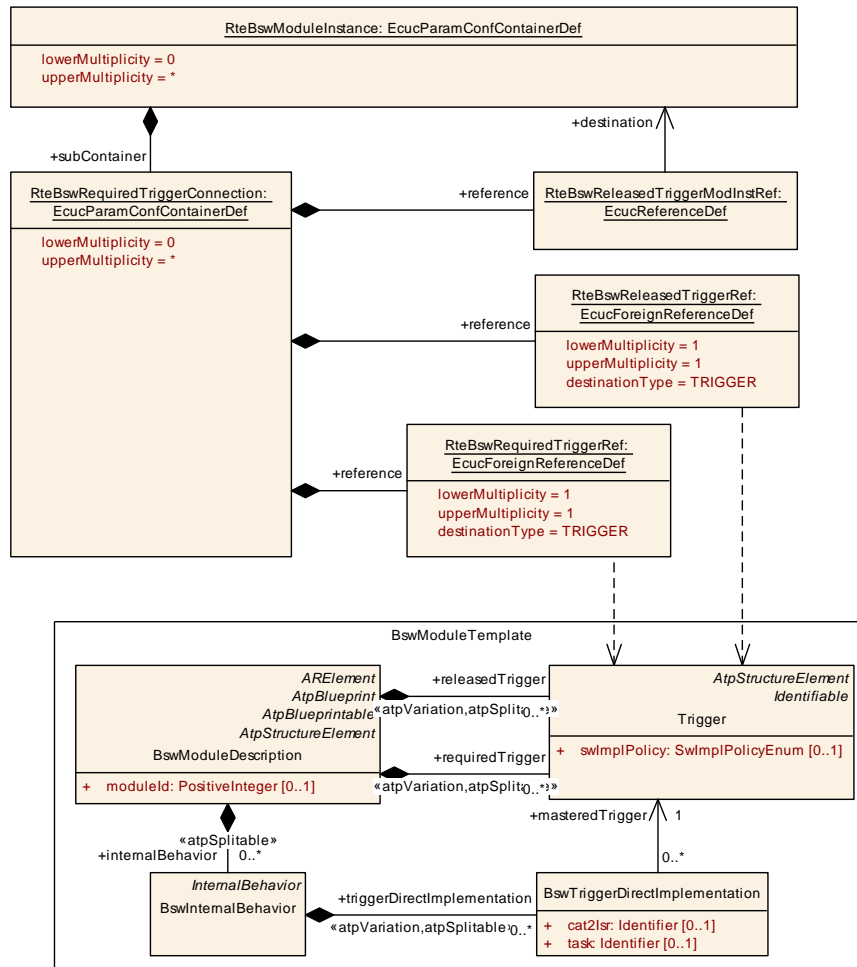 RteBswModuleInstance: EcucParamConfContainerDef
lowerMultiplicity = 0
upperMultiplicity = *
+destination
+subContainer
RteBswRequiredTriggerConnection:
EcucParamConfContainerDef
lowerMultiplicity = 0
upperMultiplicity = *
+reference
RteBswReleasedTriggerModInstRef:
EcucReferenceDef
+reference
RteBswReleasedTriggerRef:
EcucForeignReferenceDef
lowerMultiplicity = 1
upperMultiplicity = 1
destinationType = TRIGGER
+reference
RteBswRequiredTriggerRef:
EcucForeignReferenceDef
lowerMultiplicity = 1
upperMultiplicity = 1
destinationType = TRIGGER
BswModuleTemplate
ARElement
AtpBlueprint
AtpBlueprintable
AtpStructureElement
BswModuleDescription
+ moduleId: PositiveInteger [0..1]
+releasedTrigger
«atpVariation,atpSplit 0..* »
+requiredTrigger
«atpVariation,atpSplit 0..* »
AtpStructureElement
Identifiable
Trigger
+ swImplPolicy: SwImplPolicyEnum [0..1]
+masteredTrigger 1
0..*
«atpSplitable»
+internalBehavior 0..*
InternalBehavior
BswInternalBehavior
+triggerDirectImplementation
«atpVariation,atpSplitable 0..*
BswTriggerDirectImplementation
+ cat2Isr: Identifier [0..1]
+ task: Identifier [0..1]